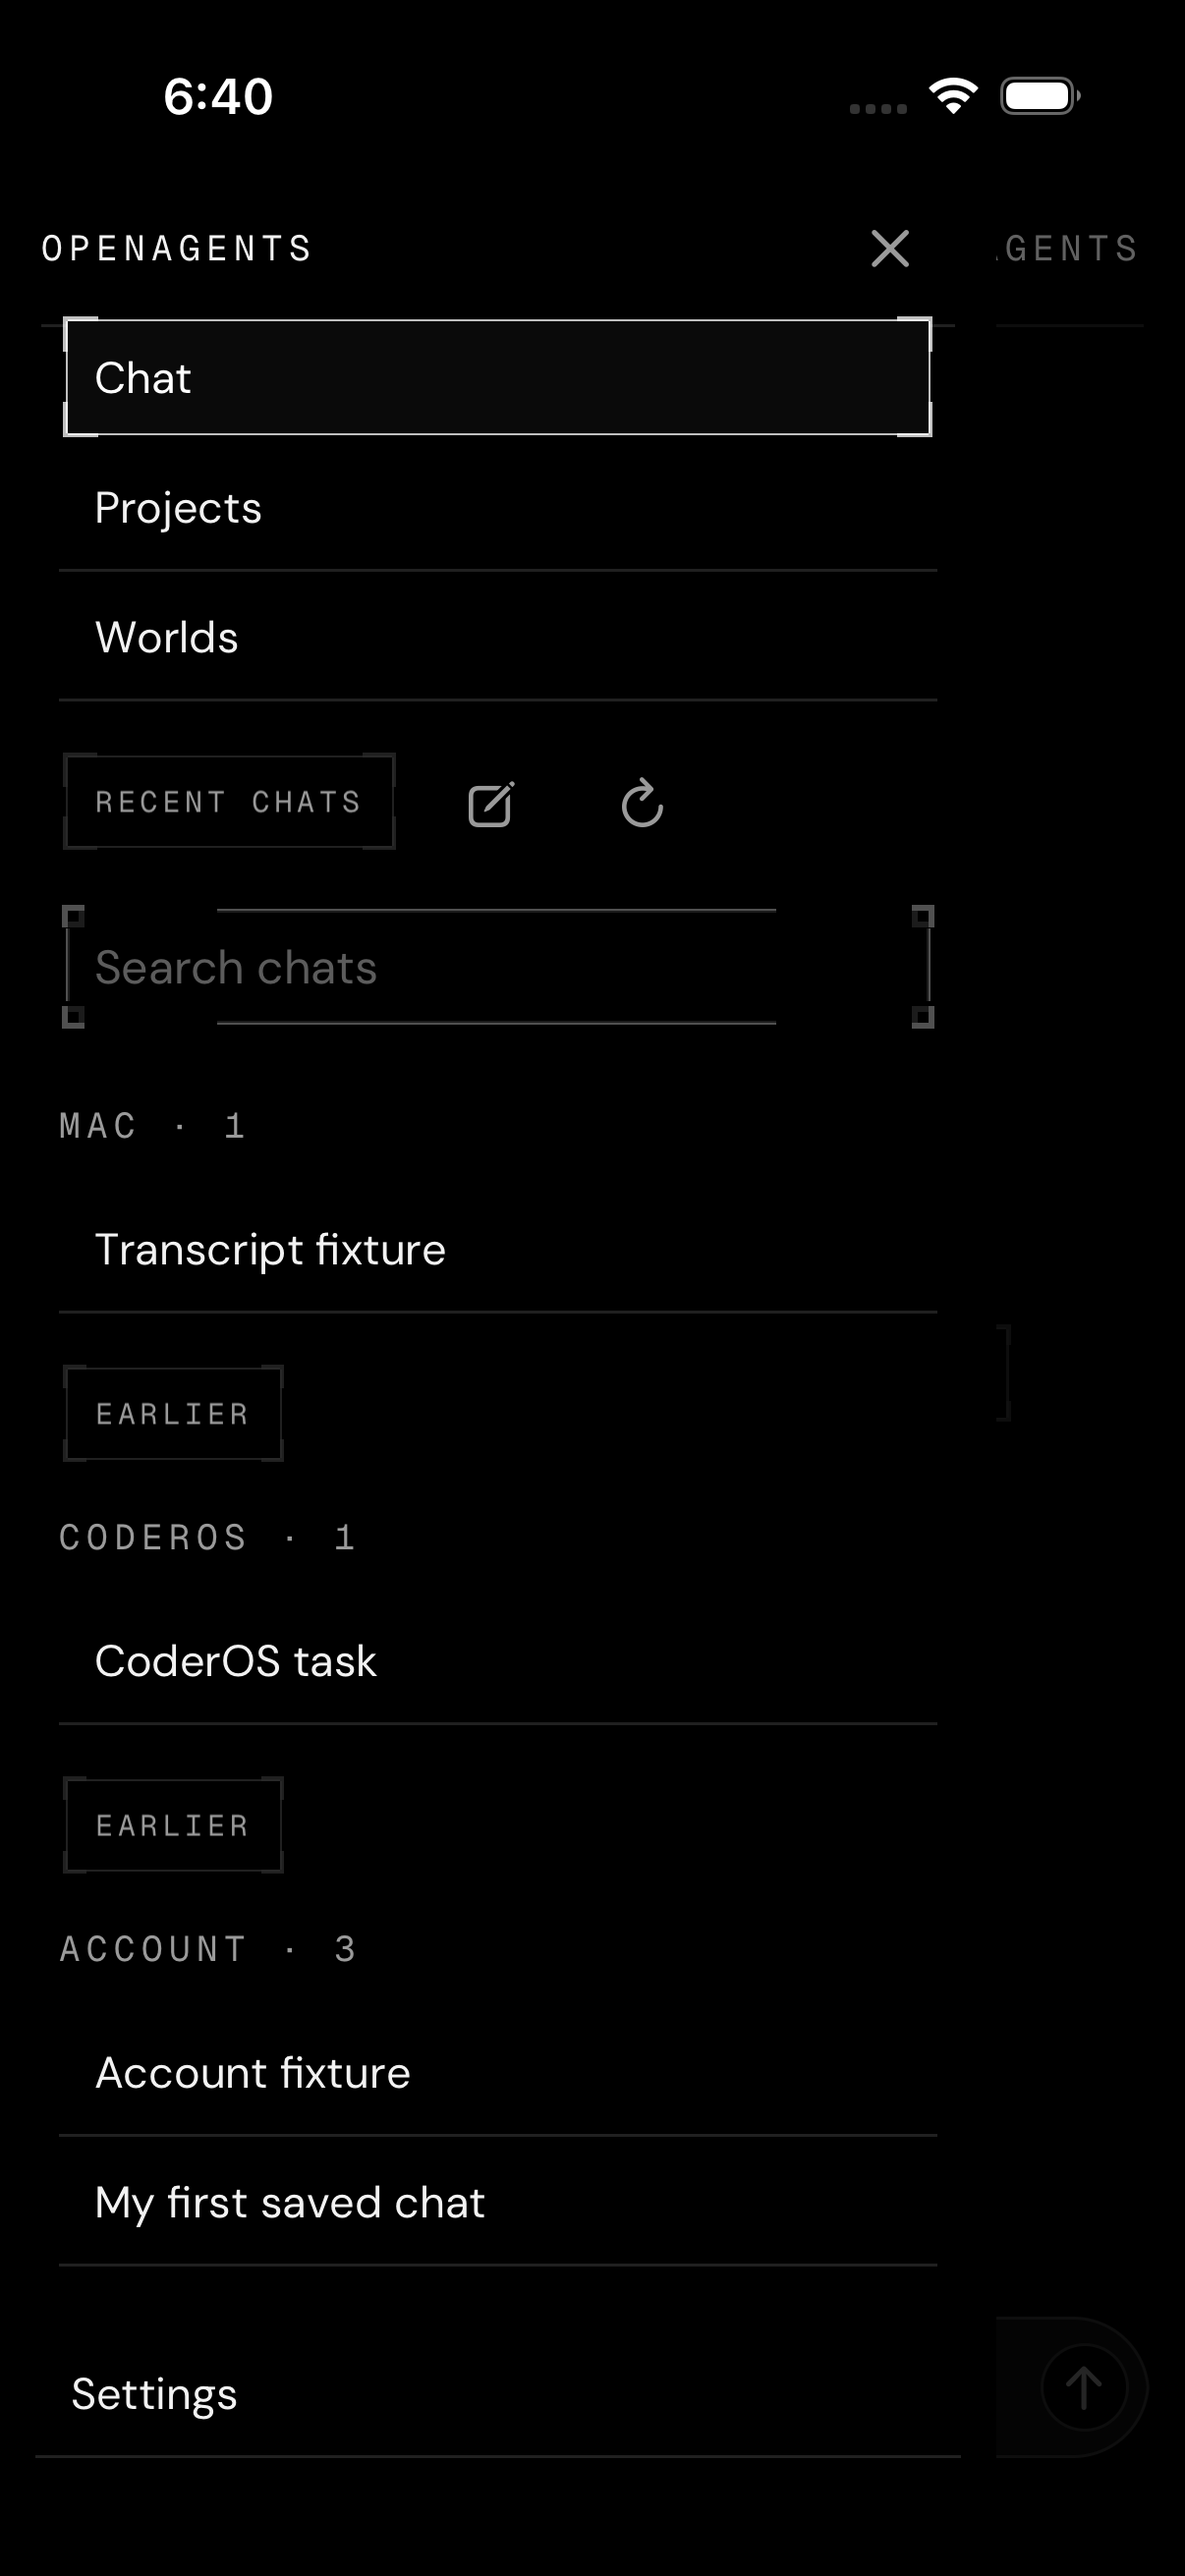 6:40
OPENAGENTS
GENTS
Chat
Projects
Worlds
RECENT CHATS
Search chats
MAC · 1
Transcript fixture
EARLIER
CODEROS · 1
CoderOS task
EARLIER
ACCOUNT · 3
Account fixture
My first saved chat
Settings